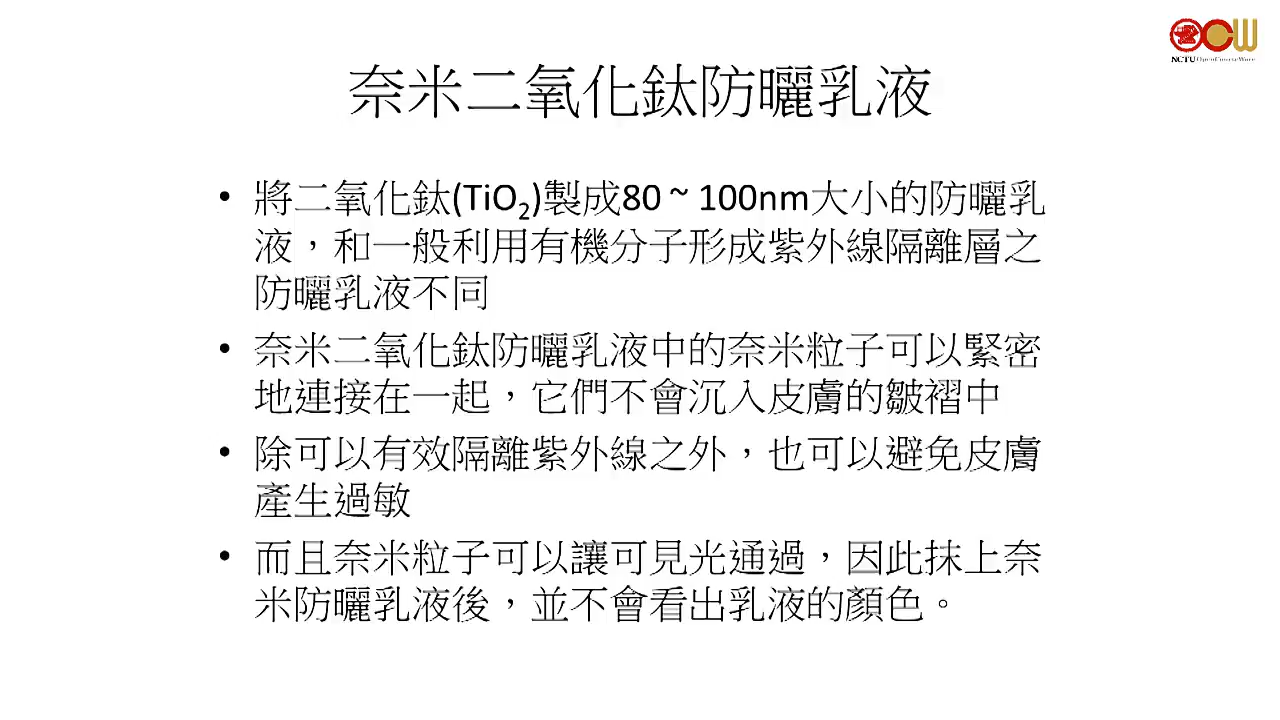 OCW
NCTU OpenCourseWare
奈米二氧化鈦防曬乳液
• 將二氧化鈦(TiO₂)製成80 ~ 100nm大小的防曬乳
液，和一般利用有機分子形成紫外線隔離層之
防曬乳液不同
• 奈米二氧化鈦防曬乳液中的奈米粒子可以緊密
地連接在一起，它們不會沉入皮膚的皺褶中
• 除可以有效隔離紫外線之外，也可以避免皮膚
產生過敏
• 而且奈米粒子可以讓可見光通過，因此抹上奈
米防曬乳液後，並不會看出乳液的顏色。